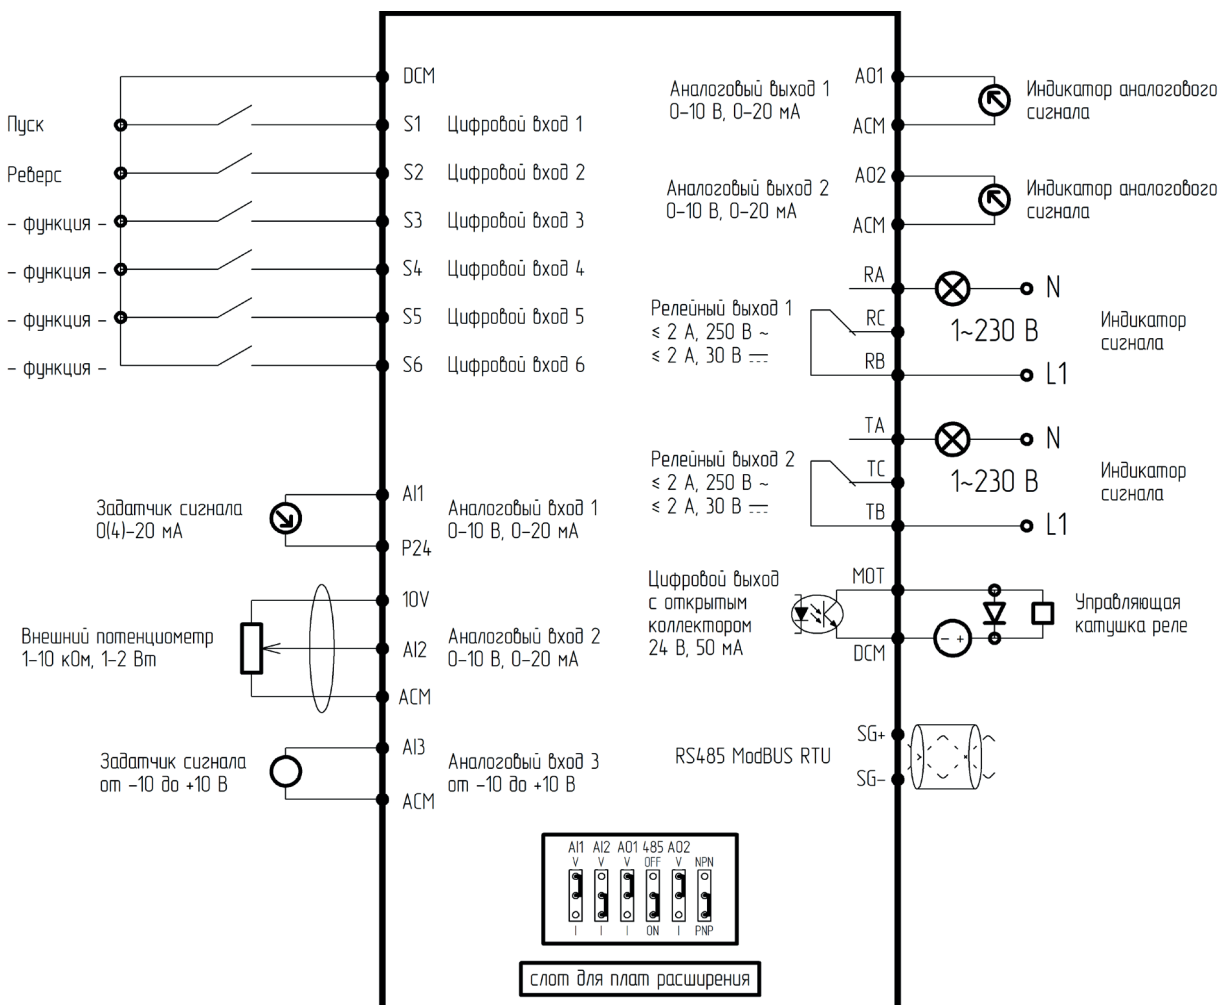 DCM
Пуск
S1 Цифровой вход 1
Реверс
S2 Цифровой вход 2
– функция –
S3 Цифровой вход 3
– функция –
S4 Цифровой вход 4
– функция –
S5 Цифровой вход 5
– функция –
S6 Цифровой вход 6
Задатчик сигнала
0(4)–20 мА
AI1
P24
Аналоговый вход 1
0–10 В, 0–20 мА
Внешний потенциометр
1–10 кОм, 1–2 Вт
10V
AI2
ACM
Аналоговый вход 2
0–10 В, 0–20 мА
Задатчик сигнала
от –10 до +10 В
AI3
ACM
Аналоговый вход 3
от –10 до +10 В
Аналоговый выход 1
0–10 В, 0–20 мА
AO1
ACM
Индикатор аналогового
сигнала
Аналоговый выход 2
0–10 В, 0–20 мА
AO2
ACM
Индикатор аналогового
сигнала
Релейный выход 1
≤ 2 А, 250 В ~
≤ 2 А, 30 В ⎓
RA
RC
RB
N
1~230 В
L1
Индикатор
сигнала
Релейный выход 2
≤ 2 А, 250 В ~
≤ 2 А, 30 В ⎓
TA
TC
TB
N
1~230 В
L1
Индикатор
сигнала
Цифровой выход
с открытым
коллектором
24 В, 50 мА
MOT
DCM
– +
Управляющая
катушка реле
RS485 ModBUS RTU
SG+
SG–
AI1 AI2 AO1 485 AO2
V V V OFF V NPN
I I I ON I PNP
слот для плат расширения